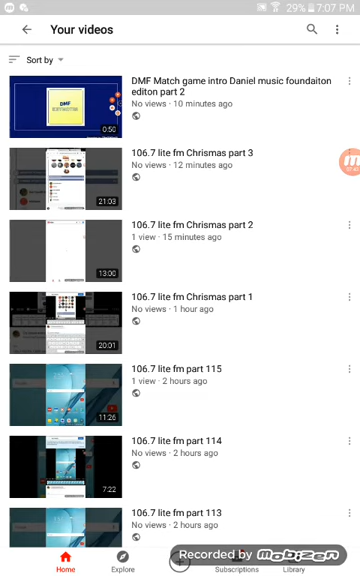 29% 7:07 PM
Your videos
Sort by
DMF
0:50
DMF Match game intro Daniel music foundaiton
editon part 2
No views · 10 minutes ago
21:03
106.7 lite fm Chrismas part 3
No views · 12 minutes ago
13:00
106.7 lite fm Chrismas part 2
1 view · 15 minutes ago
20:01
106.7 lite fm Chrismas part 1
No views · 1 hour ago
11:26
106.7 lite fm part 115
1 view · 2 hours ago
7:22
106.7 lite fm part 114
No views · 2 hours ago
106.7 lite fm part 113
No views · 2 hours ago
Recorded by mobizen
Home
Explore
Subscriptions
Library